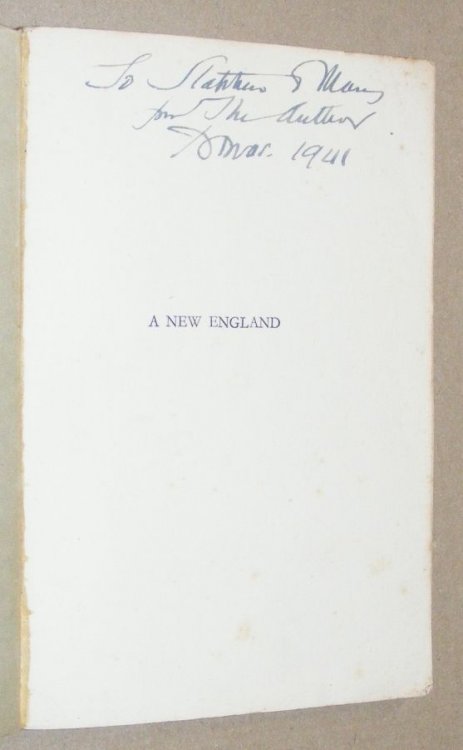 To Stephen & Mary
from The Author
Mar. 1941
A NEW ENGLAND